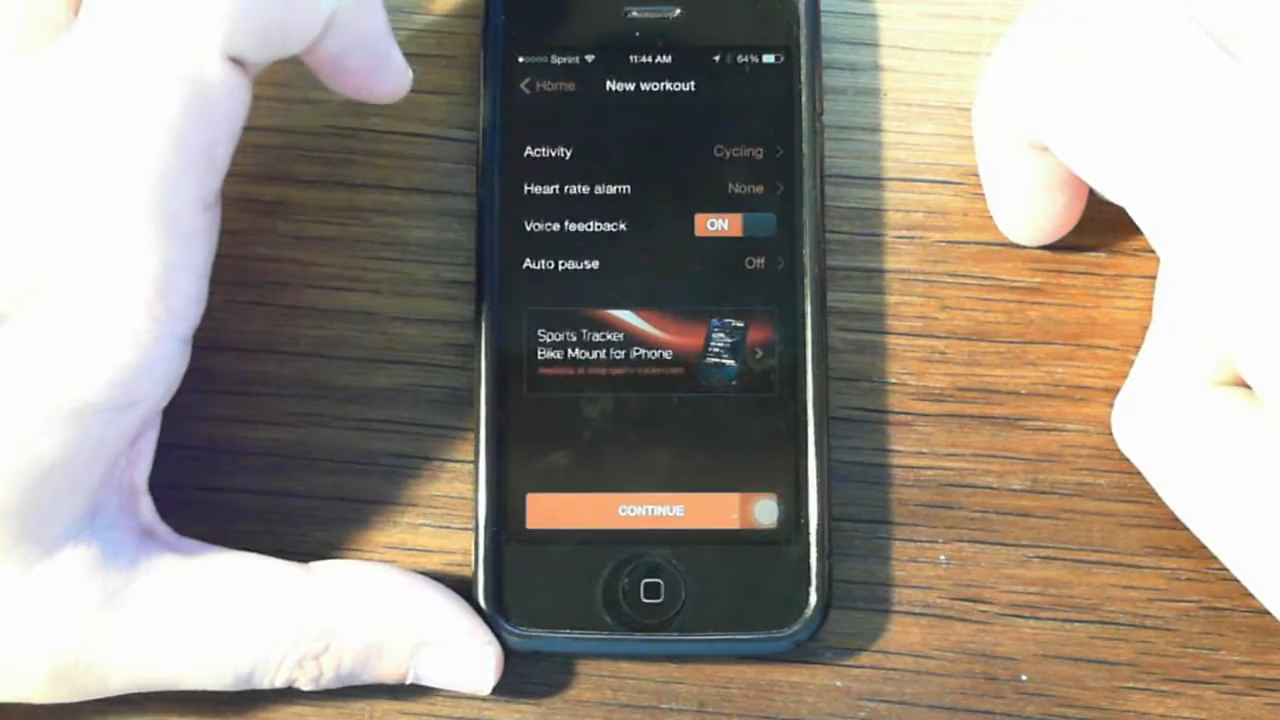 Sprint 11:44 AM 64%
Home New workout
Activity Cycling
Heart rate alarm None
Voice feedback ON
Auto pause Off
Sports Tracker
Bike Mount for iPhone
CONTINUE